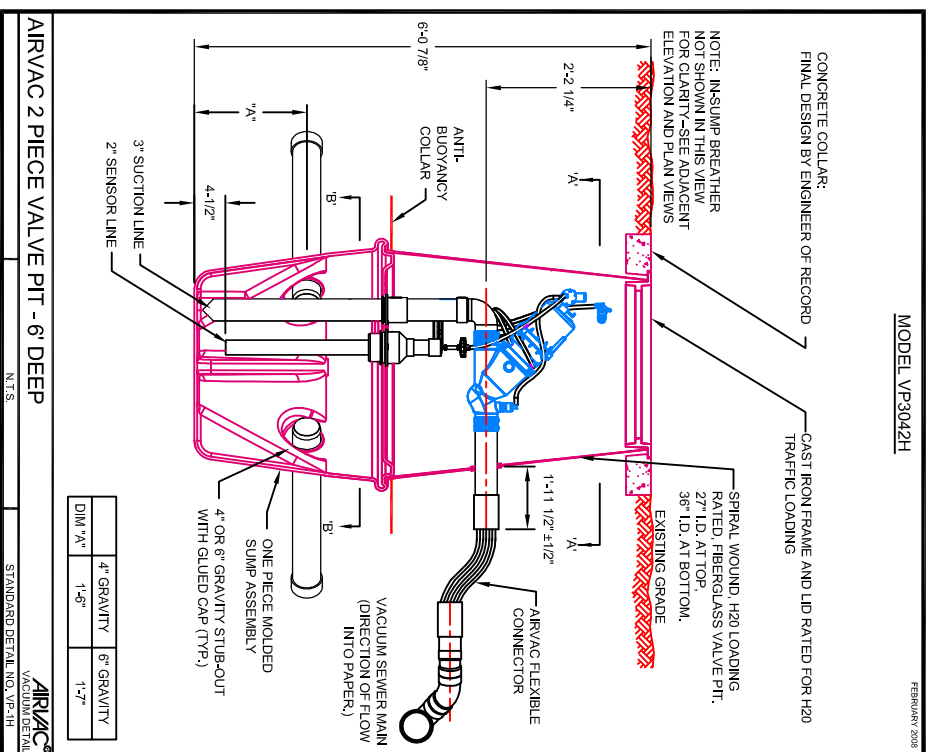 FEBRUARY 2008
MODEL VP3042H
CONCRETE COLLAR:
FINAL DESIGN BY ENGINEER OF RECORD
CAST IRON FRAME AND LID RATED FOR H20
TRAFFIC LOADING
NOTE: IN-SUMP BREATHER
NOT SHOWN IN THIS VIEW
FOR CLARITY-SEE ADJACENT
ELEVATION AND PLAN VIEWS
SPIRAL WOUND, H20 LOADING
RATED, FIBERGLASS VALVE PIT.
27" I.D. AT TOP,
36" I.D. AT BOTTOM.
EXISTING GRADE
'A'
'A'
2'-2 1/4"
6'-0 7/8"
1'-11 1/2" ±1/2"
AIRVAC FLEXIBLE
CONNECTOR
ANTI-
BUOYANCY
COLLAR
"A"
'B'
'B'
VACUUM SEWER MAIN
(DIRECTION OF FLOW
INTO PAPER.)
4-1/2"
3" SUCTION LINE
2" SENSOR LINE
ONE PIECE MOLDED
SUMP ASSEMBLY
4" OR 6" GRAVITY STUB-OUT
WITH GLUED CAP (TYP.)
4" GRAVITY 6" GRAVITY
DIM "A" 1'-6" 1'-7"
AIRVAC 2 PIECE VALVE PIT - 6' DEEP
AIRVAC®
VACUUM DETAIL
N.T.S.
STANDARD DETAIL NO. VP-1H